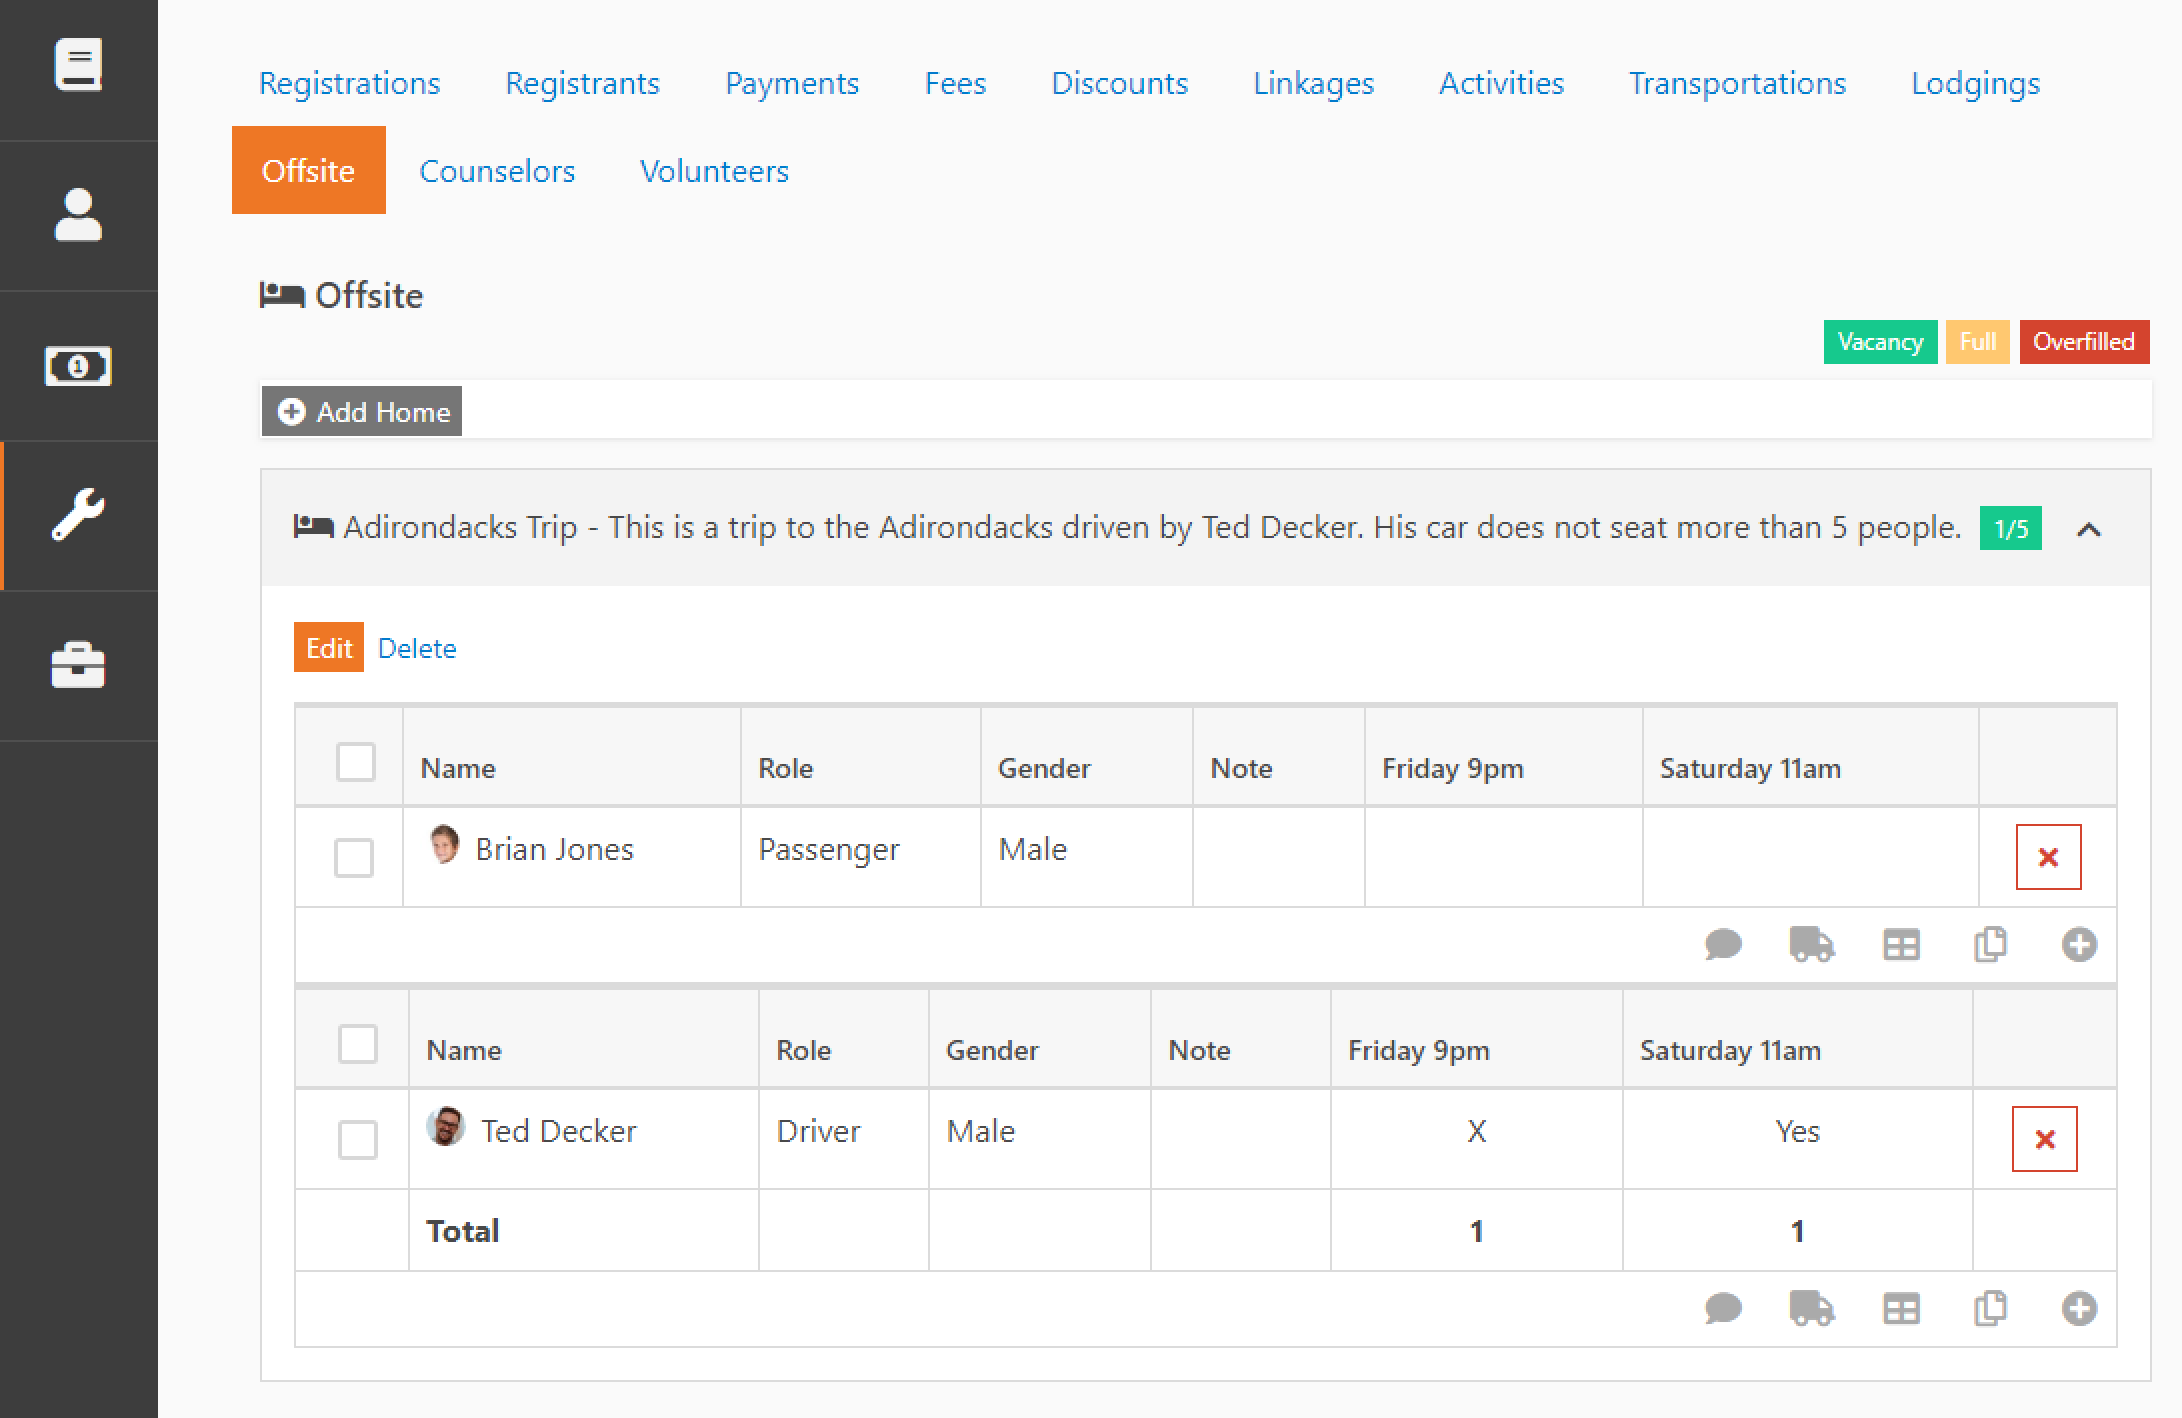 Registrations Registrants Payments Fees Discounts Linkages Activities Transportations Lodgings
Offsite Counselors Volunteers
Offsite
Vacancy Full Overfilled
Add Home
Adirondacks Trip - This is a trip to the Adirondacks driven by Ted Decker. His car does not seat more than 5 people. 1/5
Edit Delete
Name Role Gender Note Friday 9pm Saturday 11am
Brian Jones Passenger Male
Name Role Gender Note Friday 9pm Saturday 11am
Ted Decker Driver Male X Yes
Total 1 1